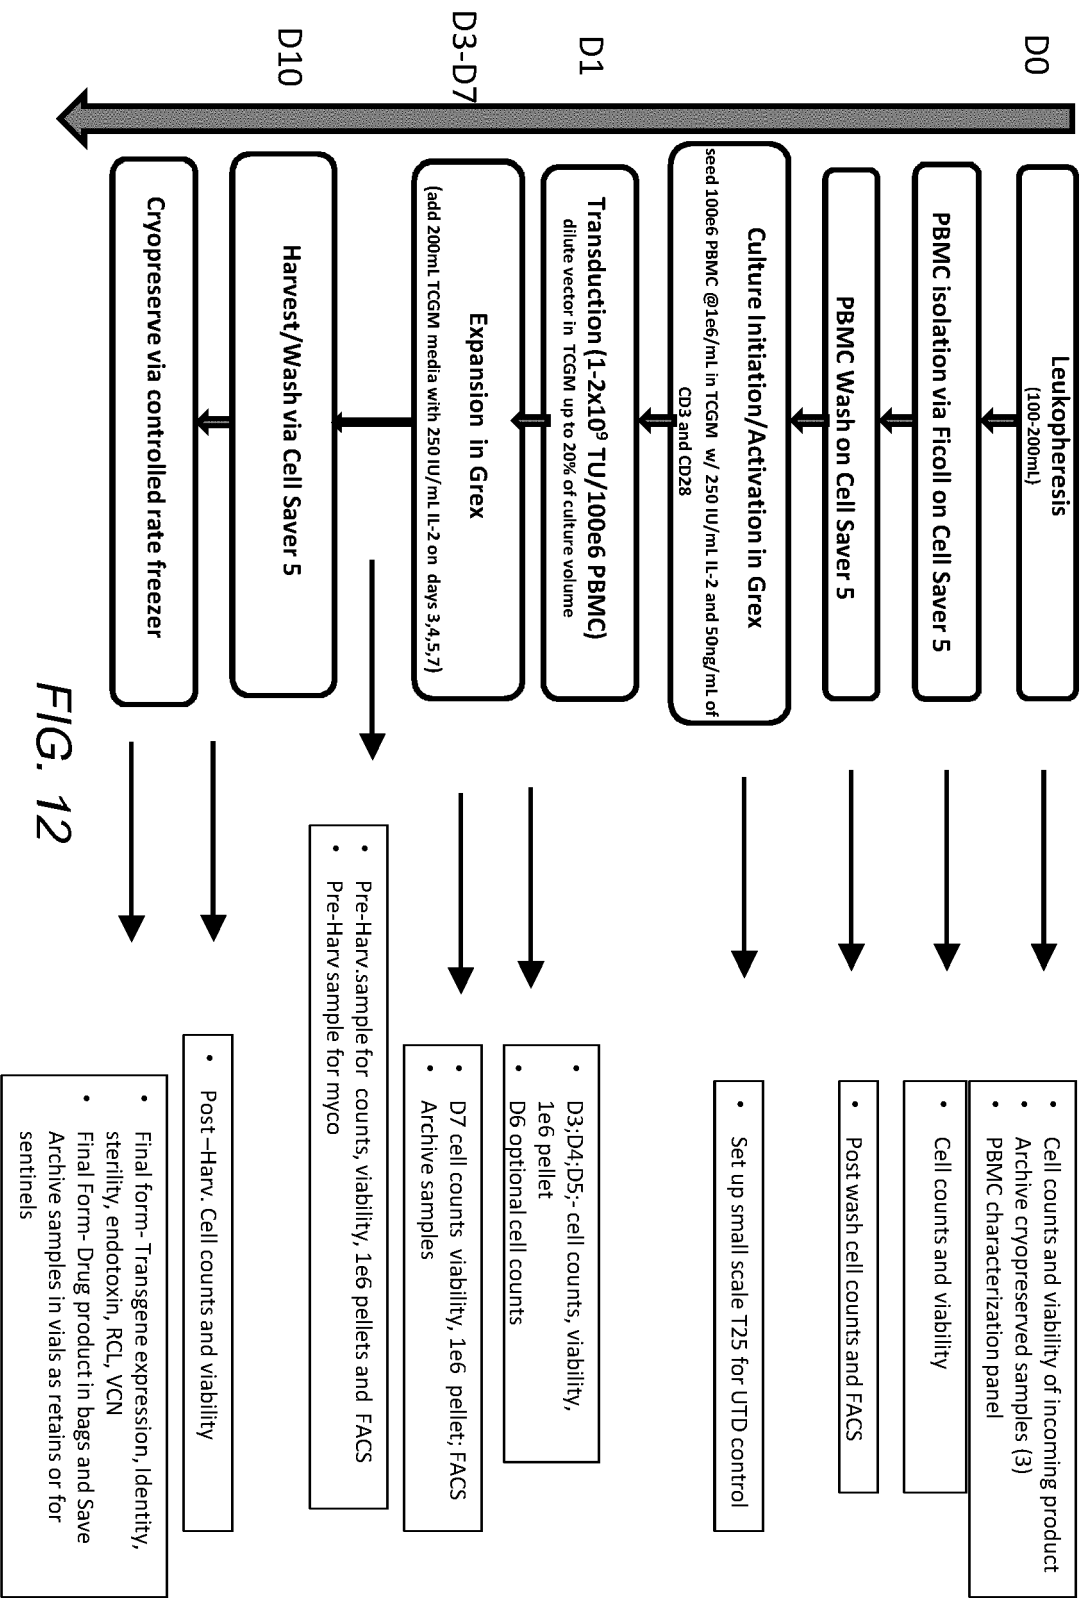 D0
Leukopheresis
(100-200mL)
• Cell counts and viability of incoming product
• Archive cryopreserved samples (3)
PBMC characterization panel
•
PBMC isolation via Ficoll on Cell Saver 5
• Cell counts and viability
PBMC Wash on Cell Saver 5
• Post wash cell counts and FACS
Culture Initiation/Activation in Grex
seed 100e6 PBMC @1e6/mL in TCGM w/ 250 IU/mL IL-2 and 50ng/mL of
CD3 and CD28
• Set up small scale T25 for UTD control
D1
Transduction (1-2x10⁹ TU/100e6 PBMC)
dilute vector in TCGM up to 20% of culture volume
D3-D7
Expansion in Grex
(add 200mL TCGM media with 250 IU/mL IL-2 on days 3,4,5,7)
• D3;D4;D5;- cell counts, viability,
1e6 pellet
• D6 optional cell counts
• D7 cell counts viability, 1e6 pellet; FACS
• Archive samples
• Pre-Harv.sample for counts, viability, 1e6 pellets and FACS
• Pre-Harv sample for myco
D10
Harvest/Wash via Cell Saver 5
• Post –Harv. Cell counts and viability
Cryopreserve via controlled rate freezer
• Final form- Transgene expression, Identity,
sterility, endotoxin, RCL, VCN
• Final Form- Drug product in bags and Save
Archive samples in vials as retains or for
sentinels
FIG. 12